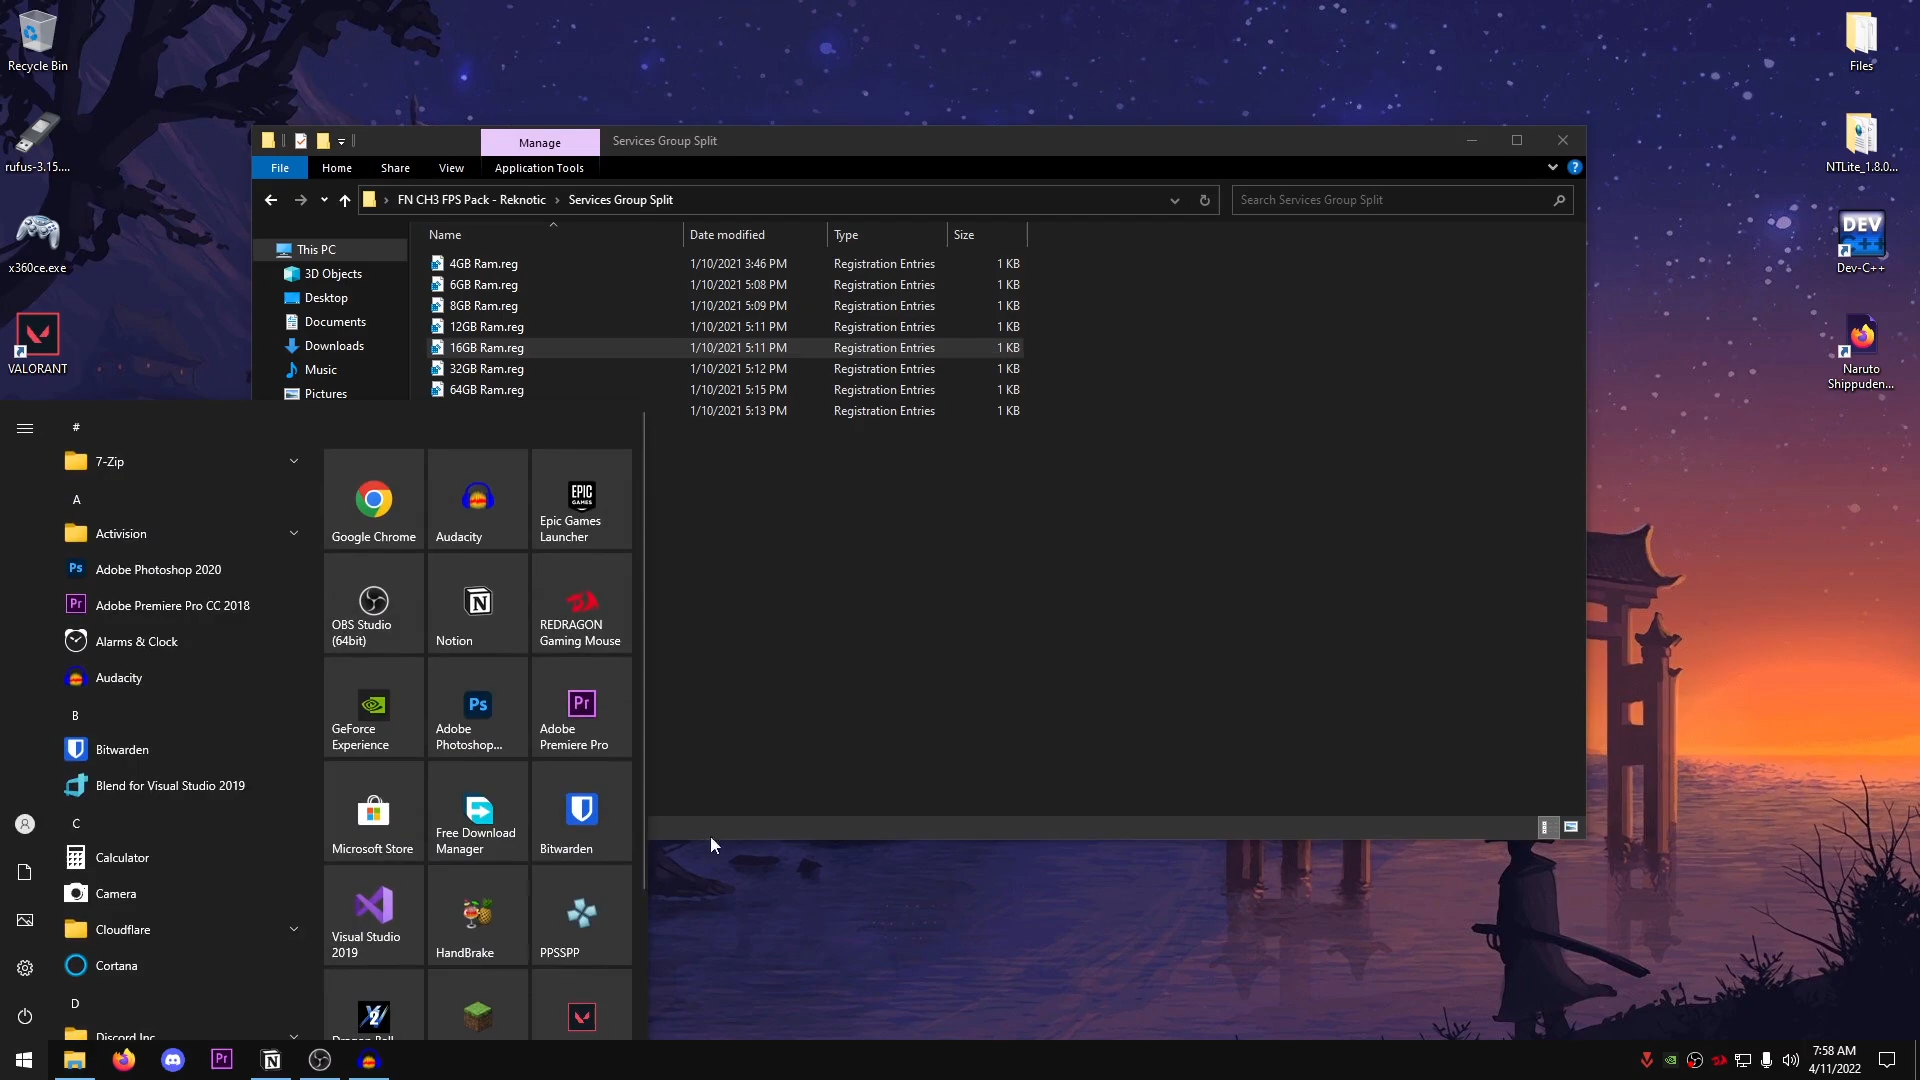 Recycle Bin
rufus-3.15....
x360ce.exe
VALORANT
Files
NTLite_1.8.0...
DEV
C++
Dev-C++
Naruto
Shippuden...
Manage
Services Group Split
File
Home
Share
View
Application Tools
FN CH3 FPS Pack - Reknotic › Services Group Split
Search Services Group Split
Name Date modified Type Size
This PC
3D Objects
Desktop
Documents
Downloads
Music
Pictures
4GB Ram.reg 1/10/2021 3:46 PM Registration Entries 1 KB
6GB Ram.reg 1/10/2021 5:08 PM Registration Entries 1 KB
8GB Ram.reg 1/10/2021 5:09 PM Registration Entries 1 KB
12GB Ram.reg 1/10/2021 5:11 PM Registration Entries 1 KB
16GB Ram.reg 1/10/2021 5:11 PM Registration Entries 1 KB
32GB Ram.reg 1/10/2021 5:12 PM Registration Entries 1 KB
64GB Ram.reg 1/10/2021 5:15 PM Registration Entries 1 KB
1/10/2021 5:13 PM Registration Entries 1 KB
#
7-Zip
A
Activision
Ps Adobe Photoshop 2020
Pr Adobe Premiere Pro CC 2018
Alarms & Clock
Audacity
B
Bitwarden
Blend for Visual Studio 2019
C
Calculator
Camera
Cloudflare
Cortana
D
Discord Inc
Google Chrome
Audacity
EPIC
GAMES
Epic Games
Launcher
OBS Studio
(64bit)
N
Notion
REDRAGON
Gaming Mouse
GeForce
Experience
Ps
Adobe
Photoshop...
Pr
Adobe
Premiere Pro
Microsoft Store
Free Download
Manager
Bitwarden
Visual Studio
2019
HandBrake
PPSSPP
Dragon Ball
Pr
N
7:58 AM
4/11/2022